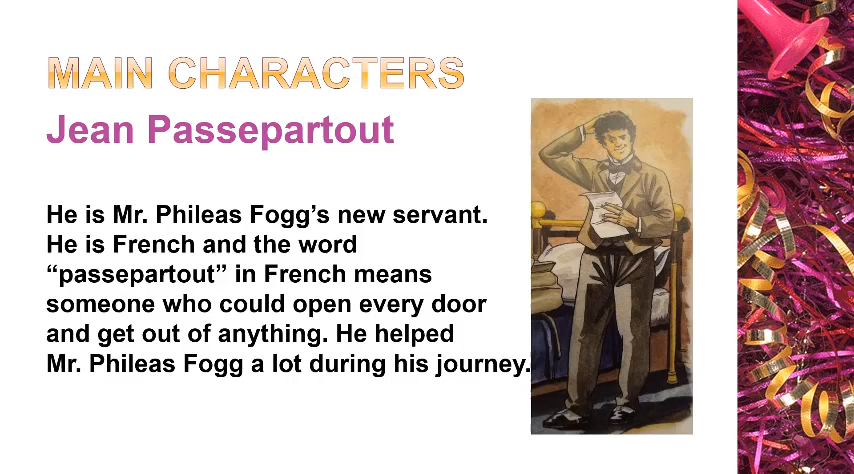 MAIN CHARACTERS
Jean Passepartout
He is Mr. Phileas Fogg’s new servant.
He is French and the word
“passepartout” in French means
someone who could open every door
and get out of anything. He helped
Mr. Phileas Fogg a lot during his journey.